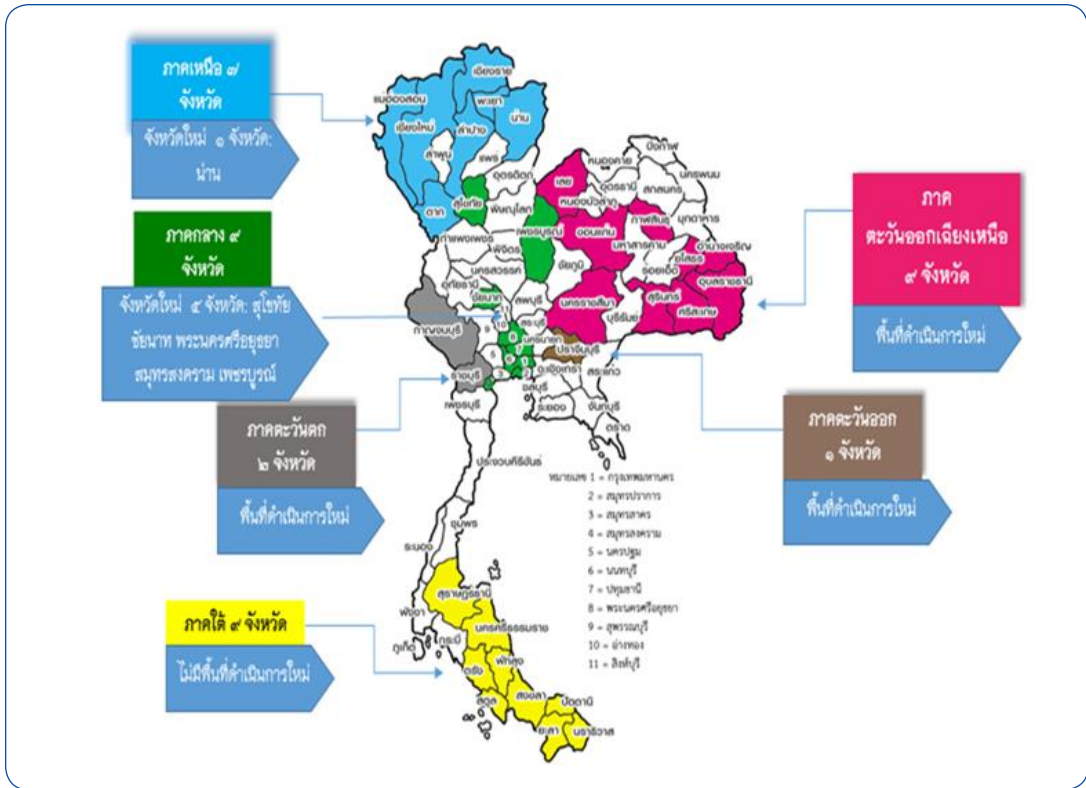 ภาคเหนือ ๗
จังหวัด
จังหวัดใหม่ ๑ จังหวัด:
น่าน
ภาคกลาง ๙
จังหวัด
จังหวัดใหม่ ๕ จังหวัด: สุโขทัย
ชัยนาท พระนครศรีอยุธยา
สมุทรสงคราม เพชรบูรณ์
ภาคตะวันตก
๒ จังหวัด
พื้นที่ดำเนินการใหม่
ภาคใต้ ๙ จังหวัด
ไม่มีพื้นที่ดำเนินการใหม่
ภาค
ตะวันออกเฉียงเหนือ
๙ จังหวัด
พื้นที่ดำเนินการใหม่
ภาคตะวันออก
๑ จังหวัด
พื้นที่ดำเนินการใหม่
เชียงราย
แม่ฮ่องสอน
พะเยา
เชียงใหม่
ลำปาง
น่าน
ลำพูน
แพร่
อุตรดิตถ์
ตาก
สุโขทัย
พิษณุโลก
กำแพงเพชร
พิจิตร
เพชรบูรณ์
นครสวรรค์
อุทัยธานี
ชัยนาท
ลพบุรี
สระบุรี
นครนายก
กาญจนบุรี
ราชบุรี
เพชรบุรี
ประจวบคีรีขันธ์
บึงกาฬ
หนองคาย
เลย
อุดรธานี
นครพนม
สกลนคร
หนองบัวลำภู
กาฬสินธุ์
มุกดาหาร
ขอนแก่น
มหาสารคาม
อำนาจเจริญ
ยโสธร
ร้อยเอ็ด
ชัยภูมิ
อุบลราชธานี
นครราชสีมา
บุรีรัมย์
สุรินทร์
ศรีสะเกษ
ปราจีนบุรี
ฉะเชิงเทรา
สระแก้ว
ชลบุรี
ระยอง
จันทบุรี
ตราด
11
10
9
8
7
5
6
1
3
2
หมายเลข 1 = กรุงเทพมหานคร
2 = สมุทรปราการ
3 = สมุทรสาคร
4 = สมุทรสงคราม
5 = นครปฐม
6 = นนทบุรี
7 = ปทุมธานี
8 = พระนครศรีอยุธยา
9 = สุพรรณบุรี
10 = อ่างทอง
11 = สิงห์บุรี
ชุมพร
ระนอง
สุราษฎร์ธานี
พังงา
นครศรีธรรมราช
ภูเก็ต
กระบี่
ตรัง
พัทลุง
สตูล
สงขลา
ปัตตานี
ยะลา
นราธิวาส